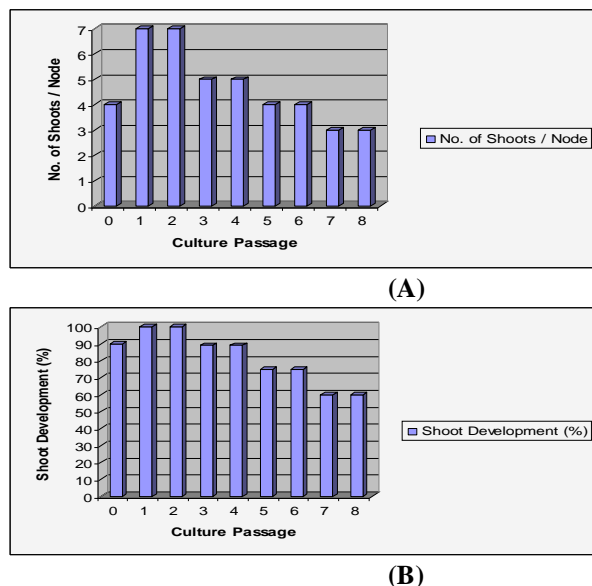 7
6
5
4
3
2
1
0
No. of Shoots / Node
0 1 2 3 4 5 6 7 8
Culture Passage
No. of Shoots / Node
(A)
100
90
80
70
60
50
40
30
20
10
0
Shoot Development (%)
0 1 2 3 4 5 6 7 8
Culture Passage
Shoot Development (%)
(B)